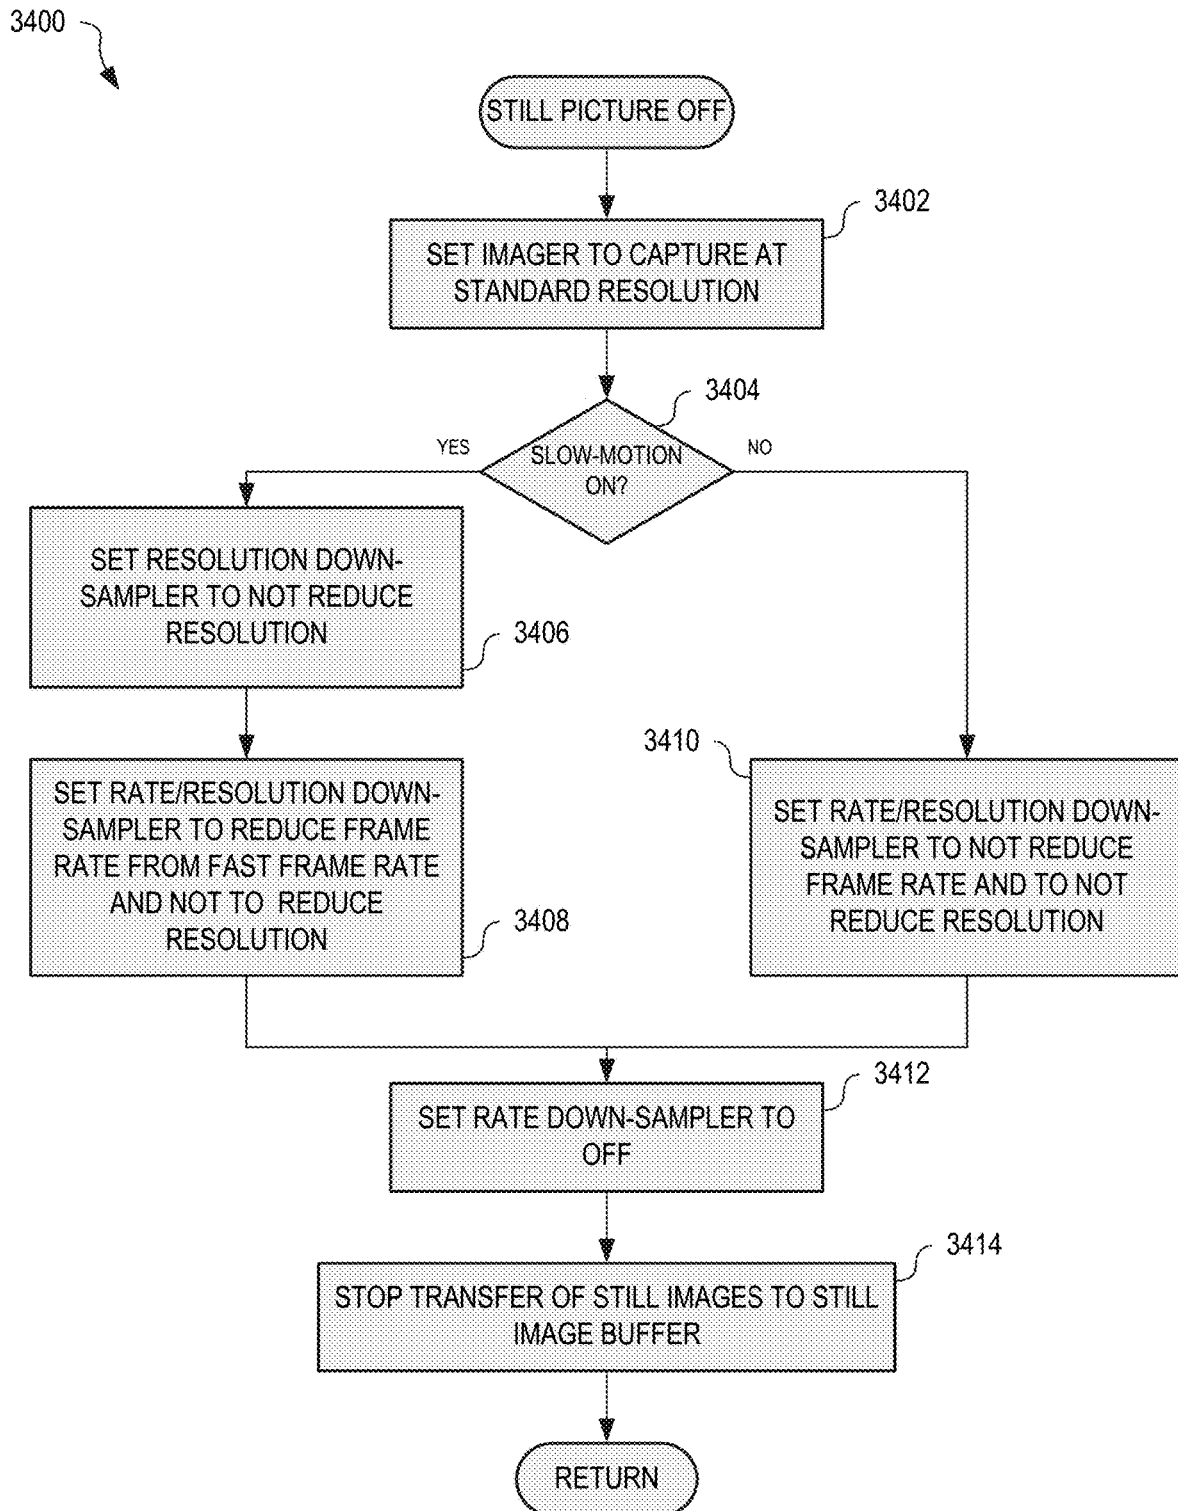 3400
STILL PICTURE OFF
3402
SET IMAGER TO CAPTURE AT
STANDARD RESOLUTION
3404
YES
SLOW-MOTION
ON?
NO
SET RESOLUTION DOWN-
SAMPLER TO NOT REDUCE
RESOLUTION
3406
SET RATE/RESOLUTION DOWN-
SAMPLER TO REDUCE FRAME
RATE FROM FAST FRAME RATE
AND NOT TO REDUCE
RESOLUTION
3408
3410
SET RATE/RESOLUTION DOWN-
SAMPLER TO NOT REDUCE
FRAME RATE AND TO NOT
REDUCE RESOLUTION
3412
SET RATE DOWN-SAMPLER TO
OFF
3414
STOP TRANSFER OF STILL IMAGES TO STILL
IMAGE BUFFER
RETURN